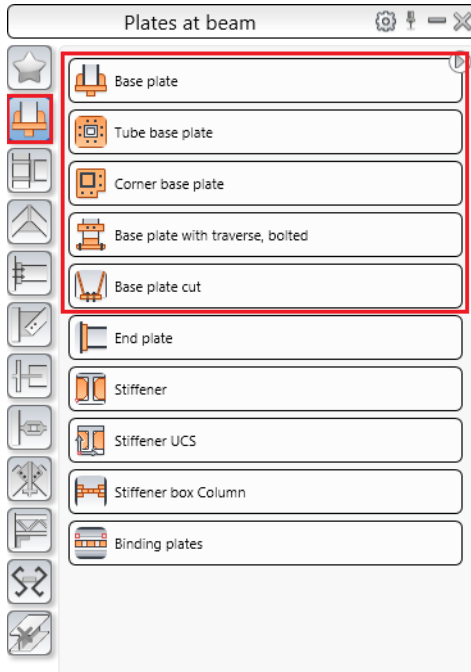 Plates at beam
Base plate
Tube base plate
Corner base plate
Base plate with traverse, bolted
Base plate cut
End plate
Stiffener
Stiffener UCS
Stiffener box Column
Binding plates